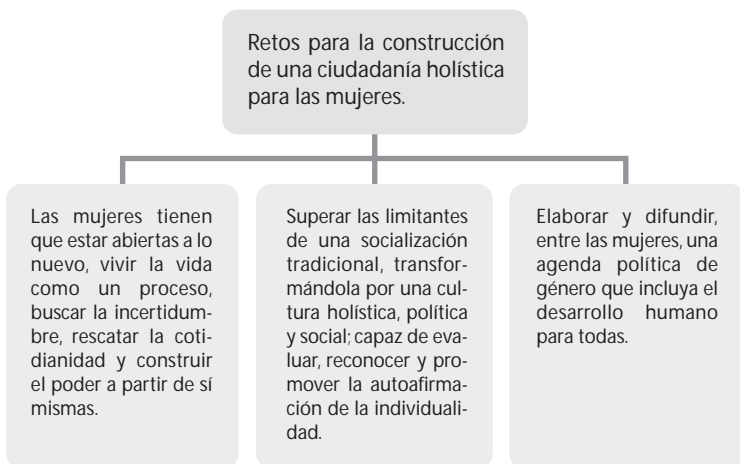 Retos para la construcción
de una ciudadanía holística
para las mujeres.
Las mujeres tienen
que estar abiertas a lo
nuevo, vivir la vida
como un proceso,
buscar la incertidum-
bre, rescatar la coti-
dianidad y construir
el poder a partir de sí
mismas.
Superar las limitantes
de una socialización
tradicional, transfor-
mándola por una cul-
tura holística, política
y social; capaz de eva-
luar, reconocer y pro-
mover la autoafirma-
ción de la individuali-
dad.
Elaborar y difundir,
entre las mujeres, una
agenda política de
género que incluya el
desarrollo humano
para todas.